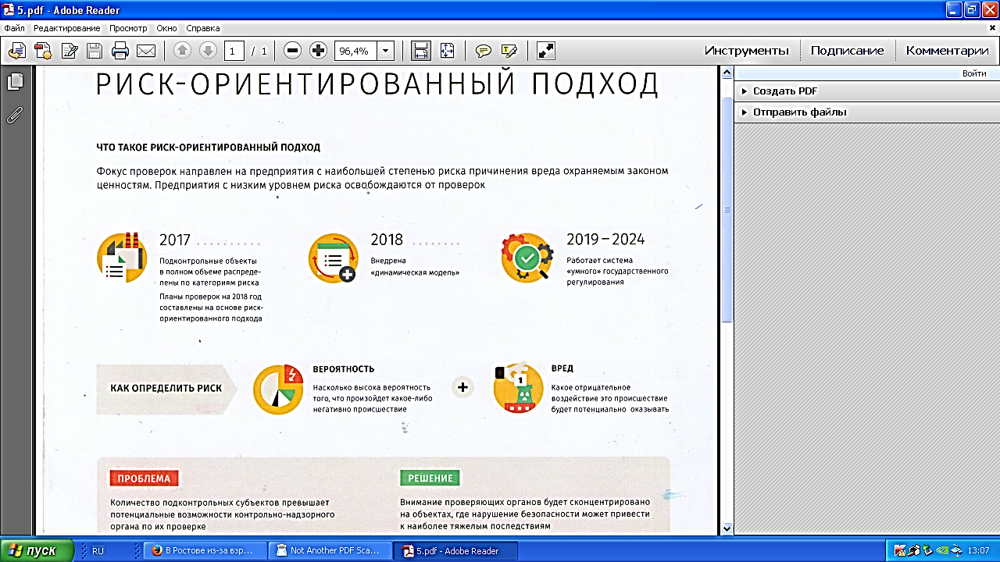 5.pdf - Adobe Reader
Файл Редактирование Просмотр Окно Справка
1 / 1 96,4% Инструменты Подписание Комментарии
Войти
Создать PDF
Отправить файлы
РИСК-ОРИЕНТИРОВАННЫЙ ПОДХОД
ЧТО ТАКОЕ РИСК-ОРИЕНТИРОВАННЫЙ ПОДХОД
Фокус проверок направлен на предприятия с наибольшей степенью риска причинения вреда охраняемым законом
ценностям. Предприятия с низким уровнем риска освобождаются от проверок
2017
Подконтрольные объекты
в полном объеме распреде-
лены по категориям риска
Планы проверок на 2018 год
составлены на основе риск-
ориентированного подхода
2018
Внедрена
«динамическая модель»
2019–2024
Работает система
«умного» государственного
регулирования
КАК ОПРЕДЕЛИТЬ РИСК
ВЕРОЯТНОСТЬ
Насколько высока вероятность
того, что произойдет какое-либо
негативно происшествие
+
1
ВРЕД
Какое отрицательное
воздействие это происшествие
будет потенциально оказывать
ПРОБЛЕМА
Количество подконтрольных субъектов превышает
потенциальные возможности контрольно-надзорного
органа по их проверке
РЕШЕНИЕ
Внимание проверяющих органов будет сконцентрировано
на объектах, где нарушение безопасности может привести
к наиболее тяжелым последствиям
пуск RU В Ростове из-за взр... Not Another PDF Sca... 5.pdf - Adobe Reader 13:07